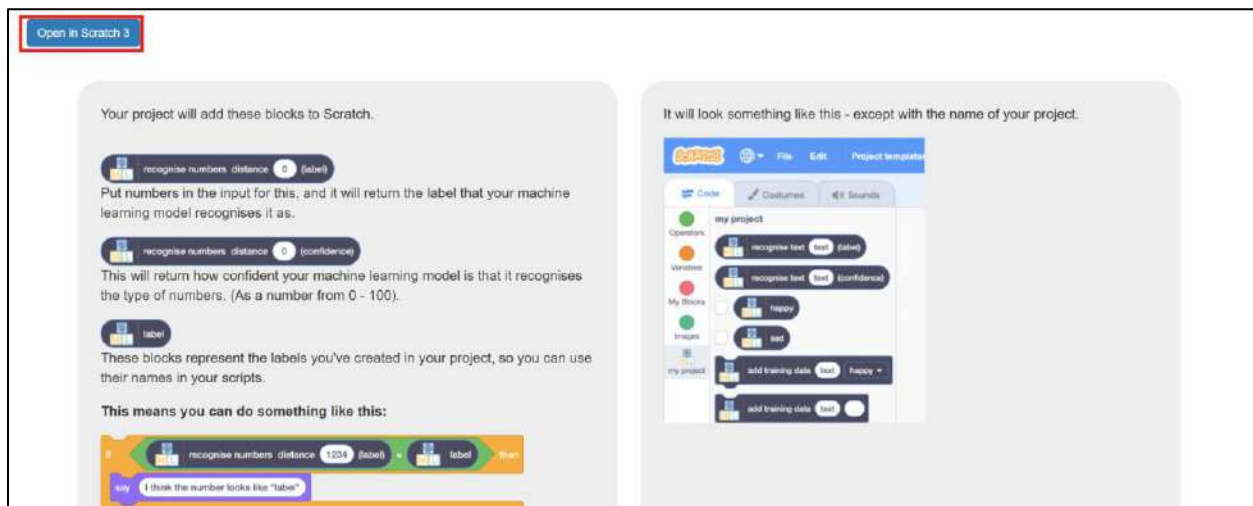 Open in Scratch 3
Your project will add these blocks to Scratch.
recognise numbers distance 0 (label)
Put numbers in the input for this, and it will return the label that your machine
learning model recognises it as.
recognise numbers distance 0 (confidence)
This will return how confident your machine learning model is that it recognises
the type of numbers. (As a number from 0 - 100).
label
These blocks represent the labels you've created in your project, so you can use
their names in your scripts.
This means you can do something like this:
if recognise numbers distance 1234 (label) = label then
say I think the number looks like "label"
It will look something like this - except with the name of your project.
SCRATCH File Edit Project templates
Code Costumes Sounds
Operators
Variables
My Blocks
Images
my project
my project
recognise text text (label)
recognise text text (confidence)
happy
sad
add training data text happy
add training data text